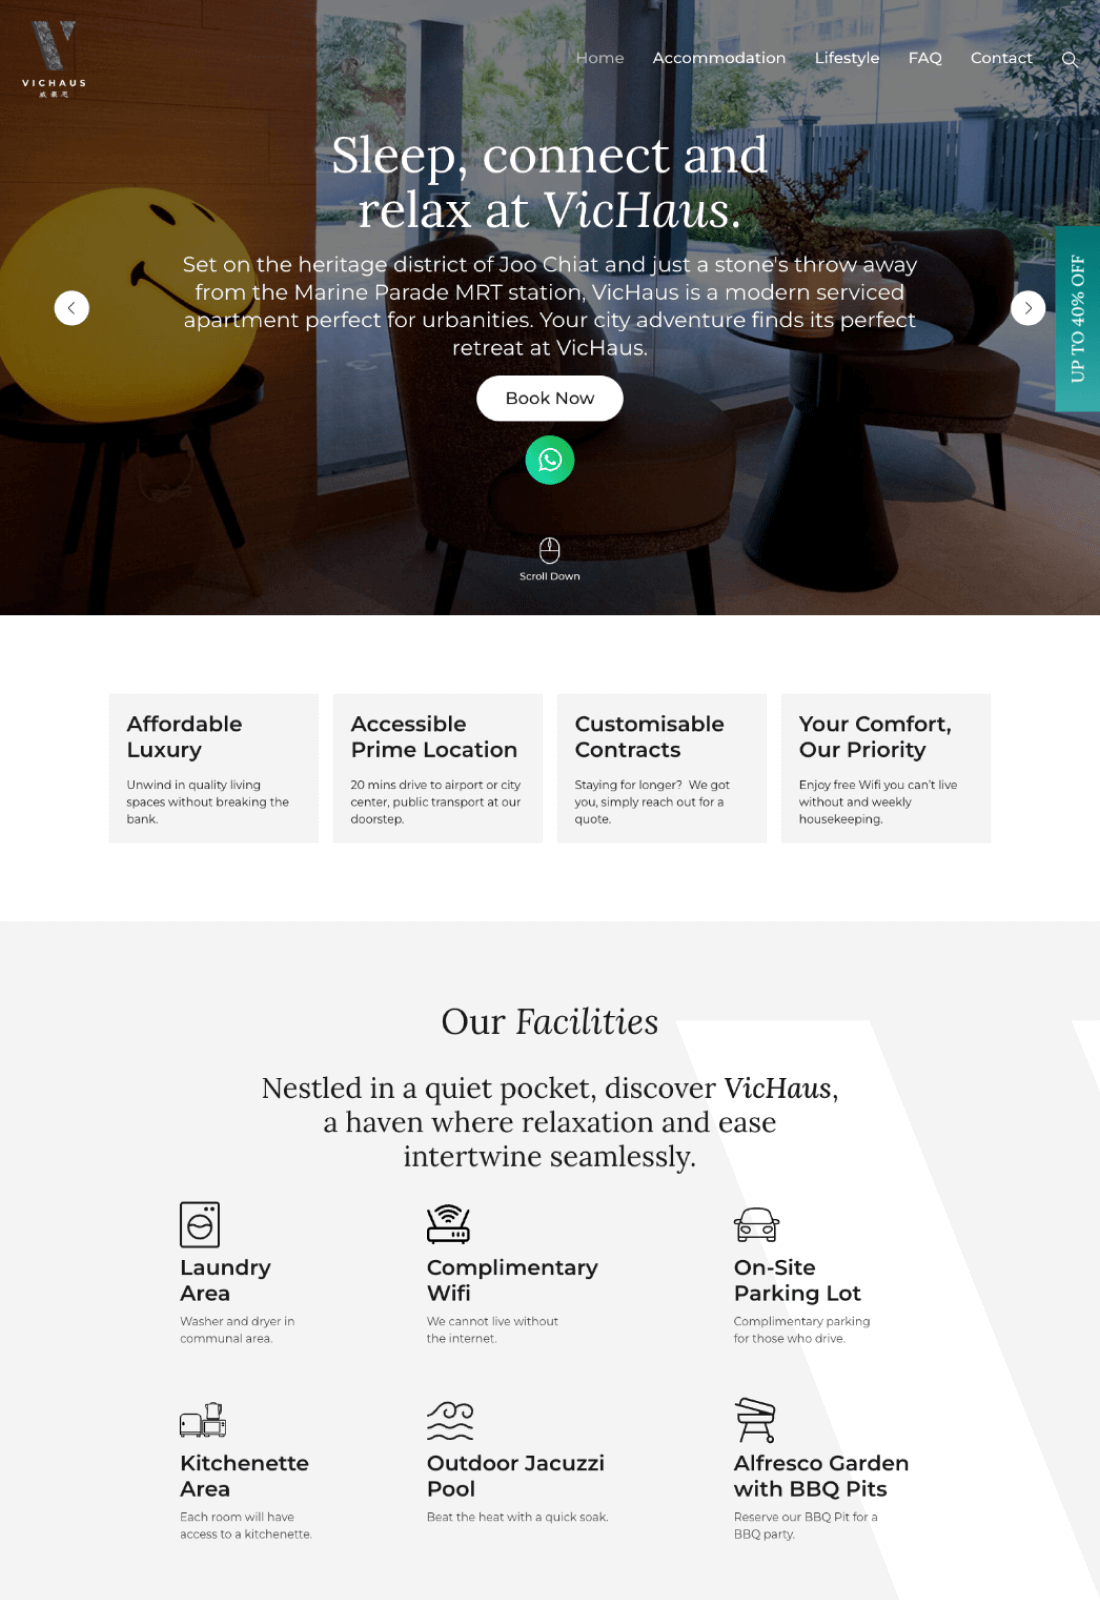 VICHAUS
Home Accommodation Lifestyle FAQ Contact
Sleep, connect and
relax at VicHaus.
Set on the heritage district of Joo Chiat and just a stone's throw away
from the Marine Parade MRT station, VicHaus is a modern serviced
apartment perfect for urbanities. Your city adventure finds its perfect
retreat at VicHaus.
Book Now
Scroll Down
UP TO 40% OFF
Affordable
Luxury
Unwind in quality living
spaces without breaking the
bank.
Accessible
Prime Location
20 mins drive to airport or city
center, public transport at our
doorstep.
Customisable
Contracts
Staying for longer? We got
you, simply reach out for a
quote.
Your Comfort,
Our Priority
Enjoy free Wifi you can't live
without and weekly
housekeeping.
Our Facilities
Nestled in a quiet pocket, discover VicHaus,
a haven where relaxation and ease
intertwine seamlessly.
Laundry
Area
Washer and dryer in
communal area.
Complimentary
Wifi
We cannot live without
the internet.
On-Site
Parking Lot
Complimentary parking
for those who drive.
Kitchenette
Area
Each room will have
access to a kitchenette.
Outdoor Jacuzzi
Pool
Beat the heat with a quick soak.
Alfresco Garden
with BBQ Pits
Reserve our BBQ Pit for a
BBQ party.